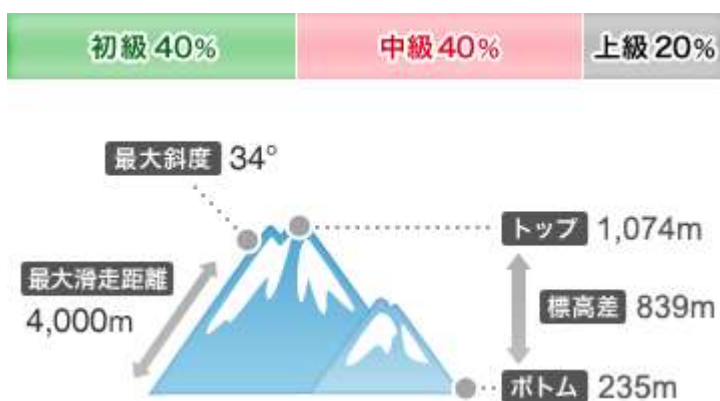 初級 40%
中級 40%
上級 20%
最大斜度 34°
トップ 1,074m
最大滑走距離
4,000m
標高差 839m
ボトム 235m